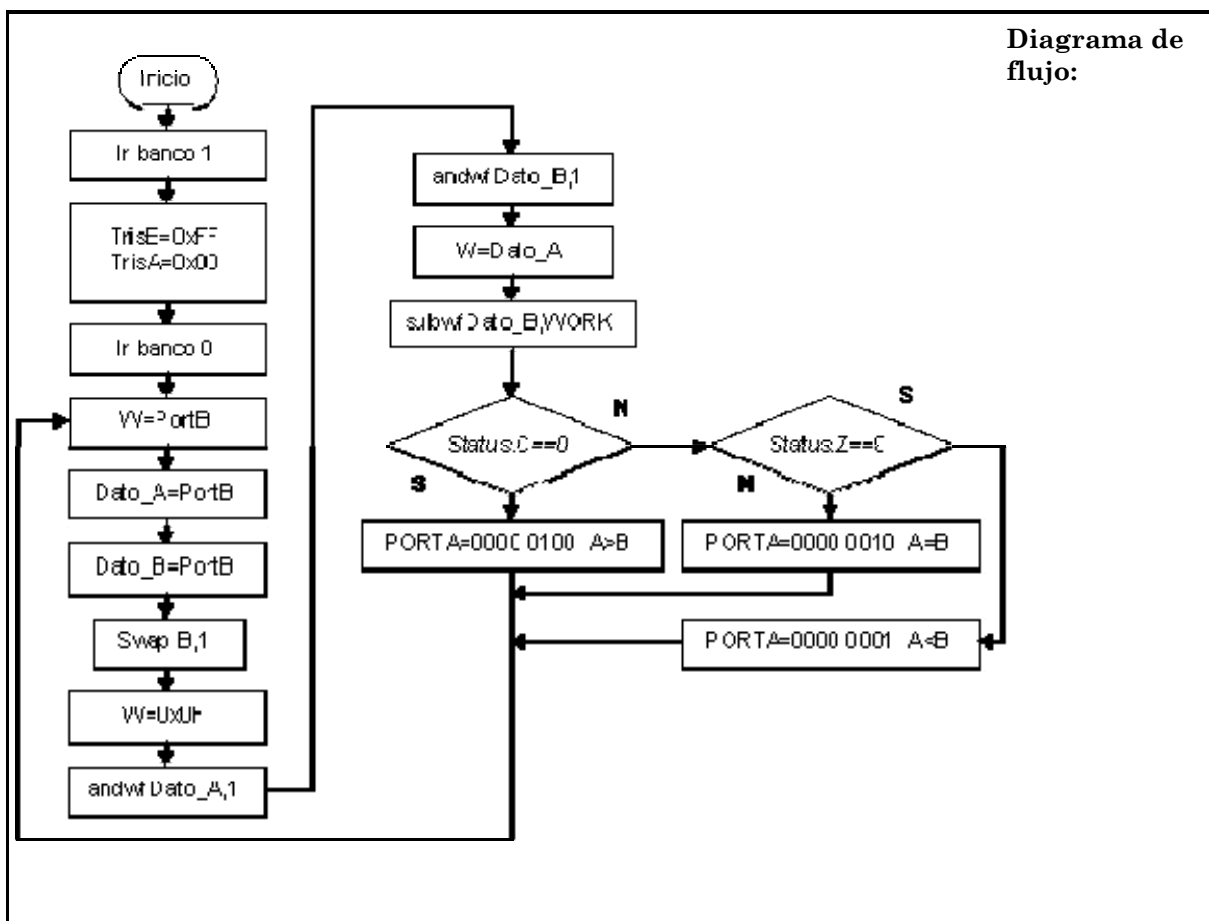 Diagrama de
flujo:
Inicio
Ir banco 1
TrisB=0xFF
TrisA=0x00
Ir banco 0
W=PortB
Dato_A=PortB
Dato_B=PortB
Swap B,1
W=0x0F
andwf Dato_A,1
andwf Dato_B,1
W=Dato_A
subwf Dato_B,WORK
Status:C==0
N
S
Status:Z==0
S
N
PORTA=0000 0100 A>B
PORTA=0000 0010 A=B
PORTA=0000 0001 A<B